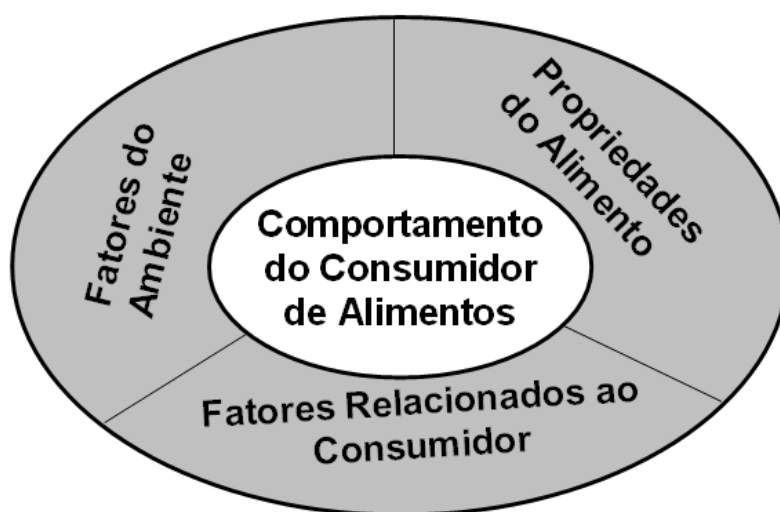 Fatores do
Ambiente
Propriedades
do Alimento
Comportamento
do Consumidor
de Alimentos
Fatores Relacionados ao
Consumidor